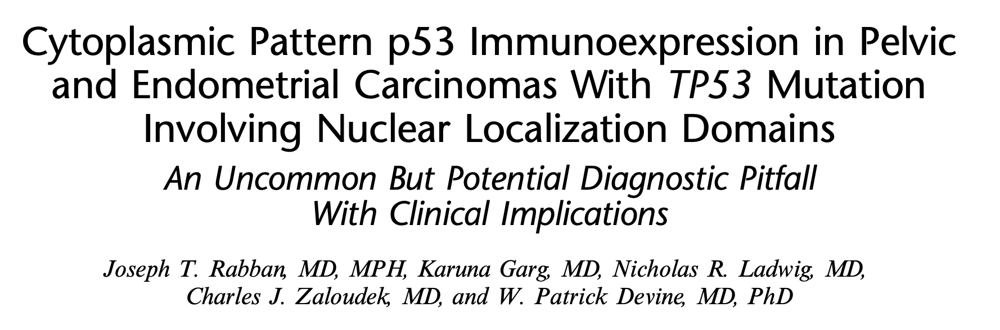 Cytoplasmic Pattern p53 Immunoexpression in Pelvic
and Endometrial Carcinomas With TP53 Mutation
Involving Nuclear Localization Domains
An Uncommon But Potential Diagnostic Pitfall
With Clinical Implications
Joseph T. Rabban, MD, MPH, Karuna Garg, MD, Nicholas R. Ladwig, MD,
Charles J. Zaloudek, MD, and W. Patrick Devine, MD, PhD